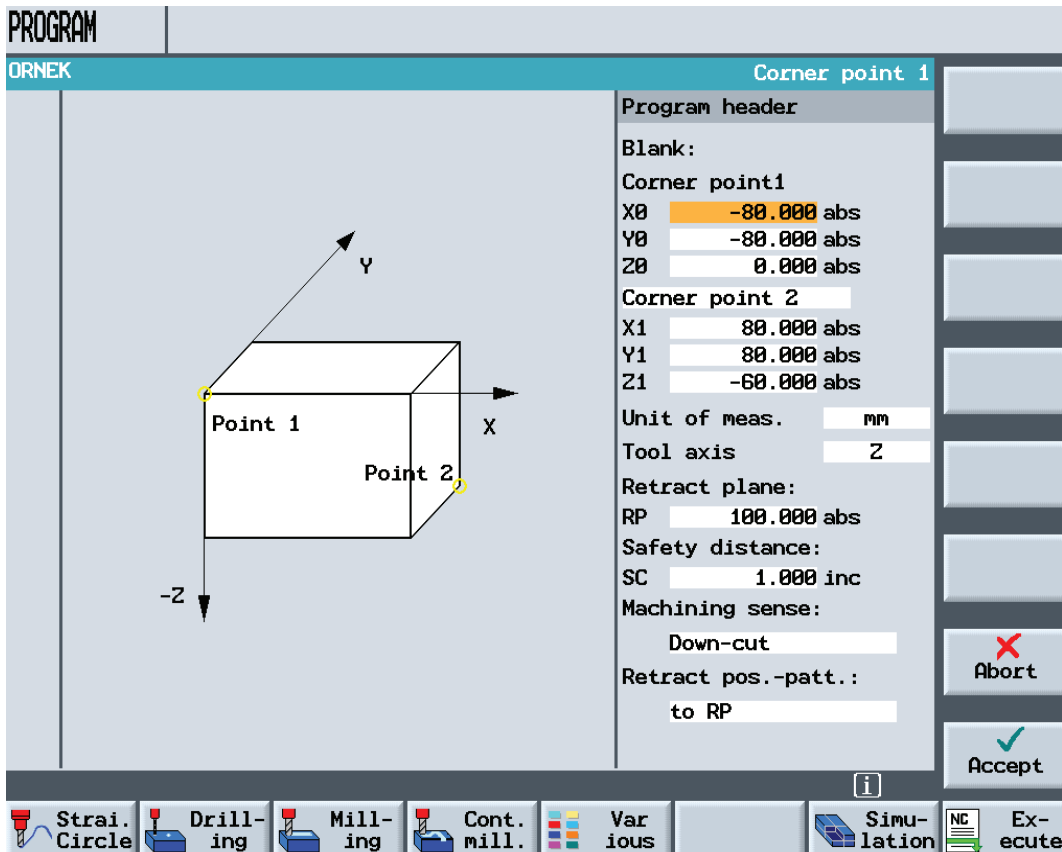 PROGRAM
ORNEK Corner point 1
Program header
Blank:
Corner point1
X0 -80.000 abs
Y0 -80.000 abs
Z0 0.000 abs
Corner point 2
X1 80.000 abs
Y1 80.000 abs
Z1 -60.000 abs
Unit of meas. mm
Tool axis Z
Retract plane:
RP 100.000 abs
Safety distance:
SC 1.000 inc
Machining sense:
Down-cut
Retract pos.-patt.:
to RP
Y
X
Point 1
Point 2
-Z
Abort
Accept
i
Strai.
Circle
Drill-
ing
Mill-
ing
Cont.
mill.
Var
ious
Simu-
lation
NC
Ex-
ecute